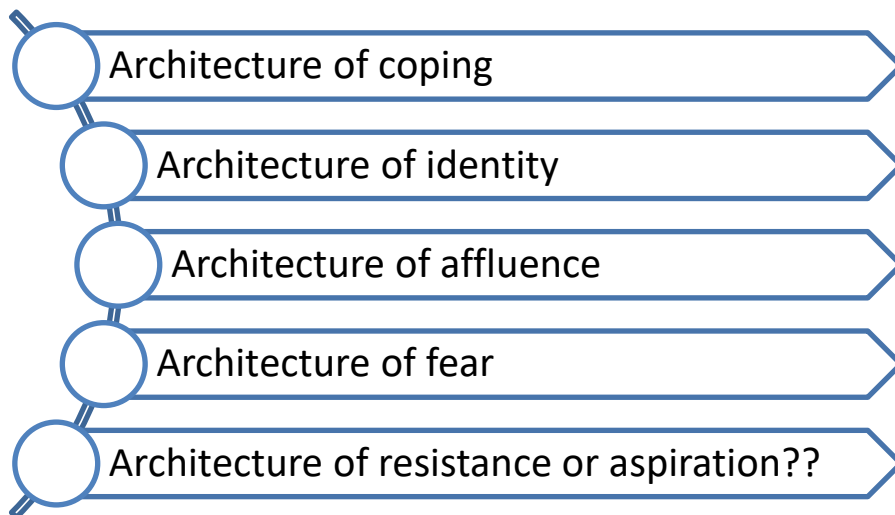 Architecture of coping
Architecture of identity
Architecture of affluence
Architecture of fear
Architecture of resistance or aspiration??